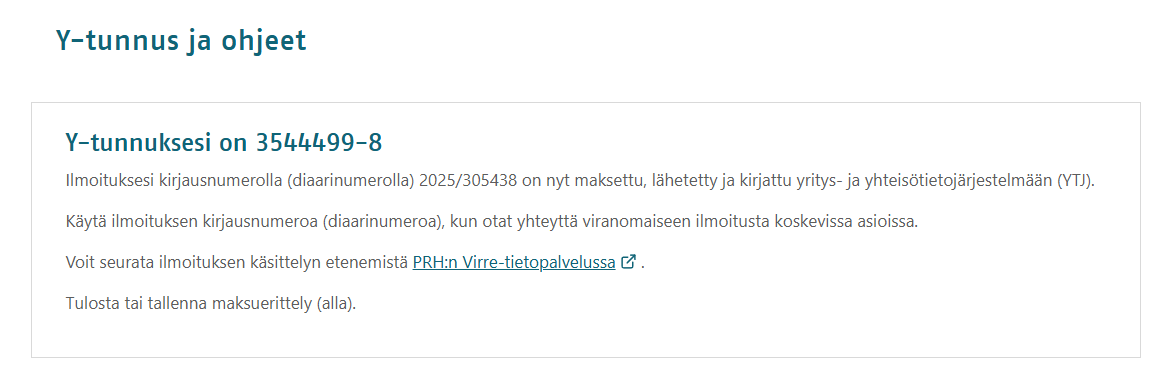 Y-tunnus ja ohjeet
Y-tunnuksesi on 3544499-8
Ilmoituksesi kirjausnumerolla (diaarinumerolla) 2025/305438 on nyt maksettu, lähetetty ja kirjattu yritys- ja yhteisötietojärjestelmään (YTJ).
Käytä ilmoituksen kirjausnumeroa (diaarinumeroa), kun otat yhteyttä viranomaiseen ilmoitusta koskevissa asioissa.
Voit seurata ilmoituksen käsittelyn etenemistä PRH:n Virre-tietopalvelussa .
Tulosta tai tallenna maksuerittely (alla).